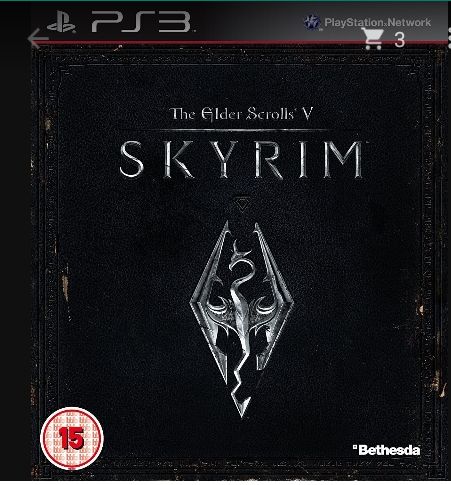 PS3
PlayStation®Network
3
The Elder Scrolls® V
SKYRIM
15
Bethesda